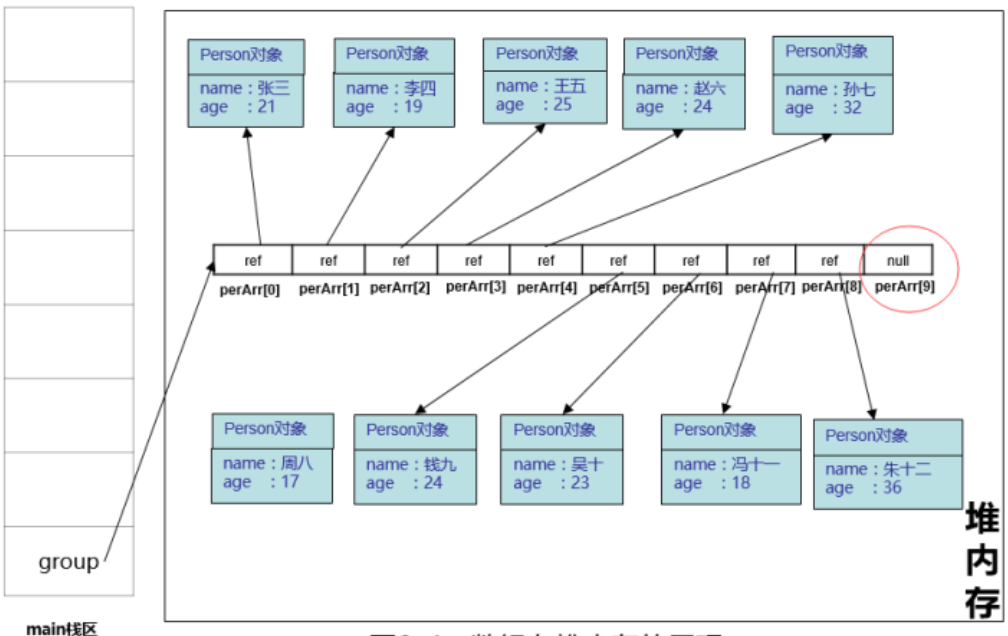 Person对象
name：张三
age ：21
Person对象
name：李四
age ：19
Person对象
name：王五
age ：25
Person对象
name：赵六
age ：24
Person对象
name：孙七
age ：32
ref
ref
ref
ref
ref
ref
ref
ref
ref
null
perArr[0]
perArr[1]
perArr[2]
perArr[3]
perArr[4]
perArr[5]
perArr[6]
perArr[7]
perArr[8]
perArr[9]
Person对象
name：周八
age ：17
Person对象
name：钱九
age ：24
Person对象
name：吴十
age ：23
Person对象
name：冯十一
age ：18
Person对象
name：朱十二
age ：36
堆内存
group
main栈区